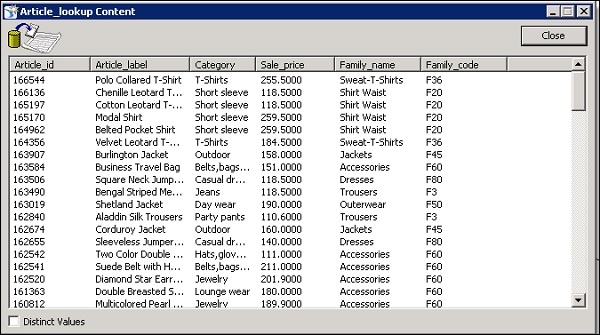 Article_lookup Content
Close
Article_id Article_label Category Sale_price Family_name Family_code
166544 Polo Collared T-Shirt T-Shirts 255.5000 Sweat-T-Shirts F36
166136 Chenille Leotard T... Short sleeve 118.5000 Shirt Waist F20
165197 Cotton Leotard T-... Short sleeve 118.5000 Shirt Waist F20
165170 Modal Shirt Short sleeve 259.5000 Shirt Waist F20
164962 Belted Pocket Shirt Short sleeve 259.5000 Shirt Waist F20
164356 Velvet Leotard T-... T-Shirts 184.5000 Sweat-T-Shirts F36
163907 Burlington Jacket Outdoor 158.0000 Jackets F45
163584 Business Travel Bag Belts,bags... 151.0000 Accessories F60
163506 Square Neck Jump... Casual dr... 118.5000 Dresses F80
163490 Bengal Striped Me... Jeans 118.5000 Trousers F3
163019 Shetland Jacket Day wear 190.0000 Outerwear F50
162840 Aladdin Silk Trousers Party pants 110.6000 Trousers F3
162674 Corduroy Jacket Outdoor 160.0000 Jackets F45
162655 Sleeveless Jumper... Casual dr... 140.0000 Dresses F80
162542 Two Color Double ... Hats,glov... 111.0000 Accessories F60
162541 Suede Belt with H... Belts,bags... 211.0000 Accessories F60
162520 Diamond Star Earr... Jewelry 201.9000 Accessories F60
161363 Double Breasted S... Lounge wear 180.0000 Accessories F60
160812 Multicolored Pearl ... Jewelry 189.9000 Accessories F60
Distinct Values